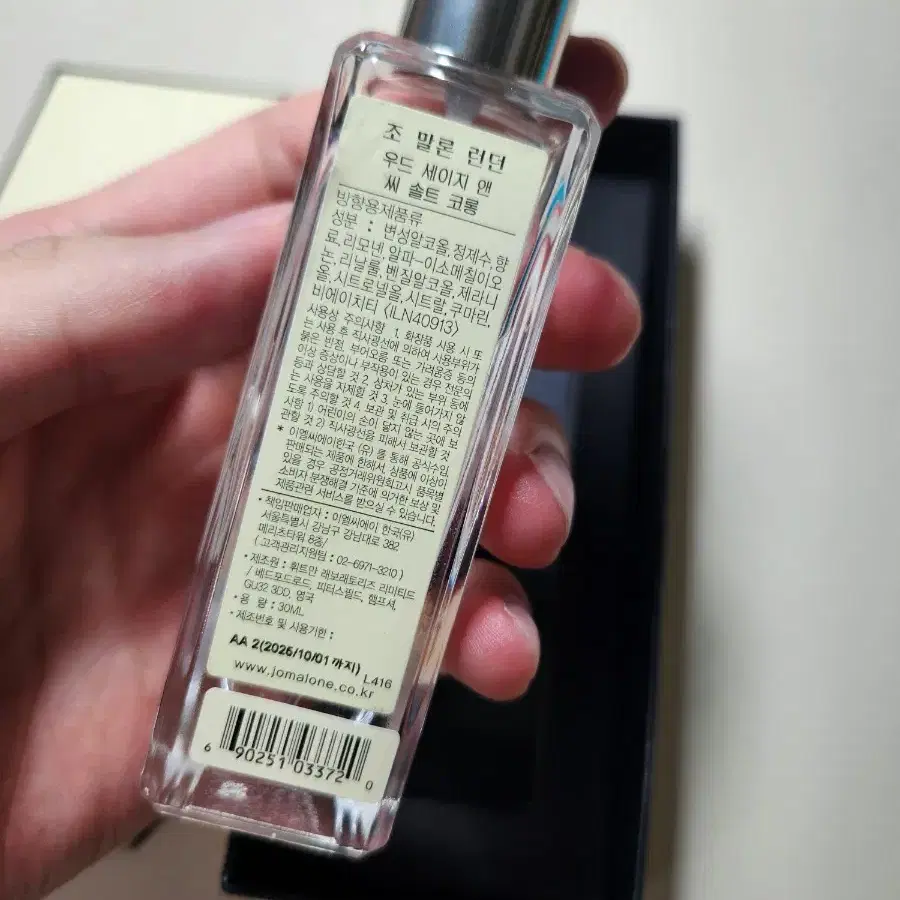 조 말론 런던
우드 세이지 앤
씨 솔트 코롱
방향용제품류
성분 : 변성알코올, 정제수, 향
료, 리모넨, 알파-이소메칠이오
논, 리날룰, 벤질알코올, 제라니
올, 시트로넬올, 시트랄, 쿠마린,
비에이치티 <ILN40913>
사용상 주의사항 1. 화장품 사용 시 또
는 사용 후 직사광선에 의하여 사용부위가
붉은 반점, 부어오름 또는 가려움증 등의
이상 증상이나 부작용이 있는 경우 전문의
등과 상담할 것 2. 상처가 있는 부위 등에
는 사용을 자제할 것 3. 눈에 들어가지 않
도록 주의할 것 4. 보관 및 취급 시의 주의
사항 1) 어린이의 손이 닿지 않는 곳에 보
관할 것 2) 직사광선을 피해서 보관할 것
* 이엘씨에이한국 (유) 를 통해 공식수입,
판매되는 제품에 한해서, 상품에 이상이
있을 경우 공정거래위원회고시 품목별
소비자 분쟁해결 기준에 의거한 보상 및
제품관련 서비스를 받으실 수 있습니다.
• 책임판매업자 : 이엘씨에이 한국(유)
서울특별시 강남구 강남대로 382
메리츠타워 8층/
( 고객관리지원팀 : 02-6971-3210 )
• 제조원 : 휘트만 래보래토리즈 리미티드
/ 베드포드로드, 피터스필드, 햄프셔,
GU32 3DD, 영국
• 용 량 : 30ML
• 제조번호 및 사용기한 :
AA 2(2026/10/01 까지)
www.jomalone.co.kr L416
6 90251 03372 0